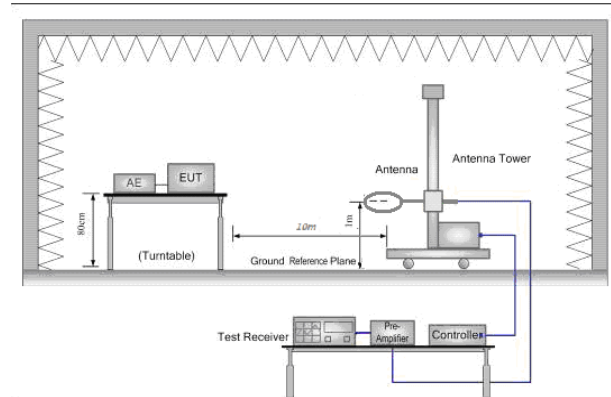 AE
EUT
80cm
(Turntable)
10m
Antenna
Antenna Tower
1m
Ground Reference Plane
Test Receiver
Pre-
Amplifier
Controller